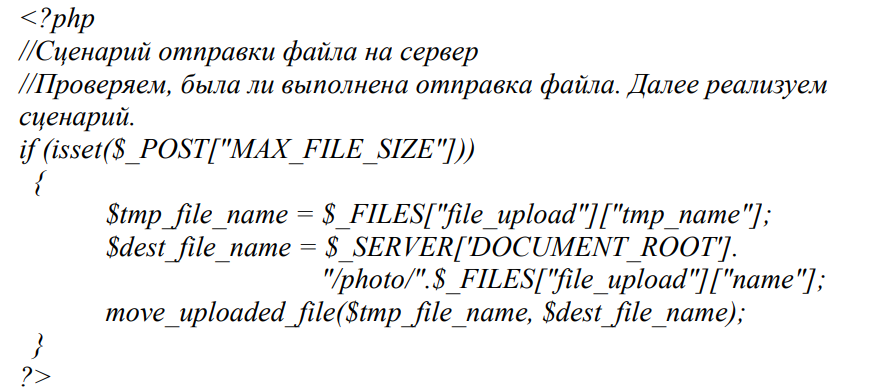 <?php
//Сценарий отправки файла на сервер
//Проверяем, была ли выполнена отправка файла. Далее реализуем
сценарий.
if (isset($_POST["MAX_FILE_SIZE"]))
{
$tmp_file_name = $_FILES["file_upload"]["tmp_name"];
$dest_file_name = $_SERVER['DOCUMENT_ROOT'].
"/photo/".$_FILES["file_upload"]["name"];
move_uploaded_file($tmp_file_name, $dest_file_name);
}
?>